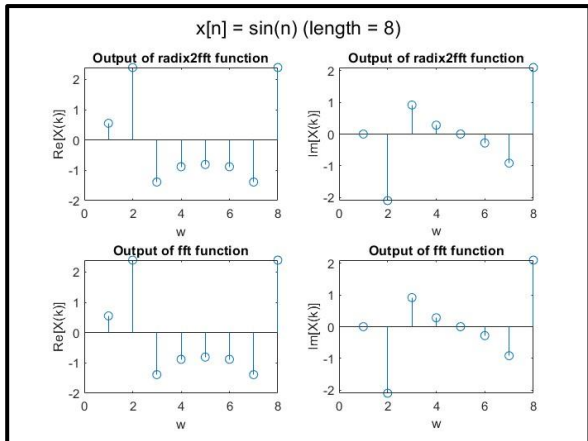 x[n] = sin(n) (length = 8)
Output of radix2fft function
Output of radix2fft function
2
1
0
-1
-2
Re[X(k)]
0 2 4 6 8
w
2
1
0
-1
-2
Im[X(k)]
0 2 4 6 8
w
Output of fft function
Output of fft function
2
1
0
-1
-2
Re[X(k)]
0 2 4 6 8
w
2
1
0
-1
-2
Im[X(k)]
0 2 4 6 8
w